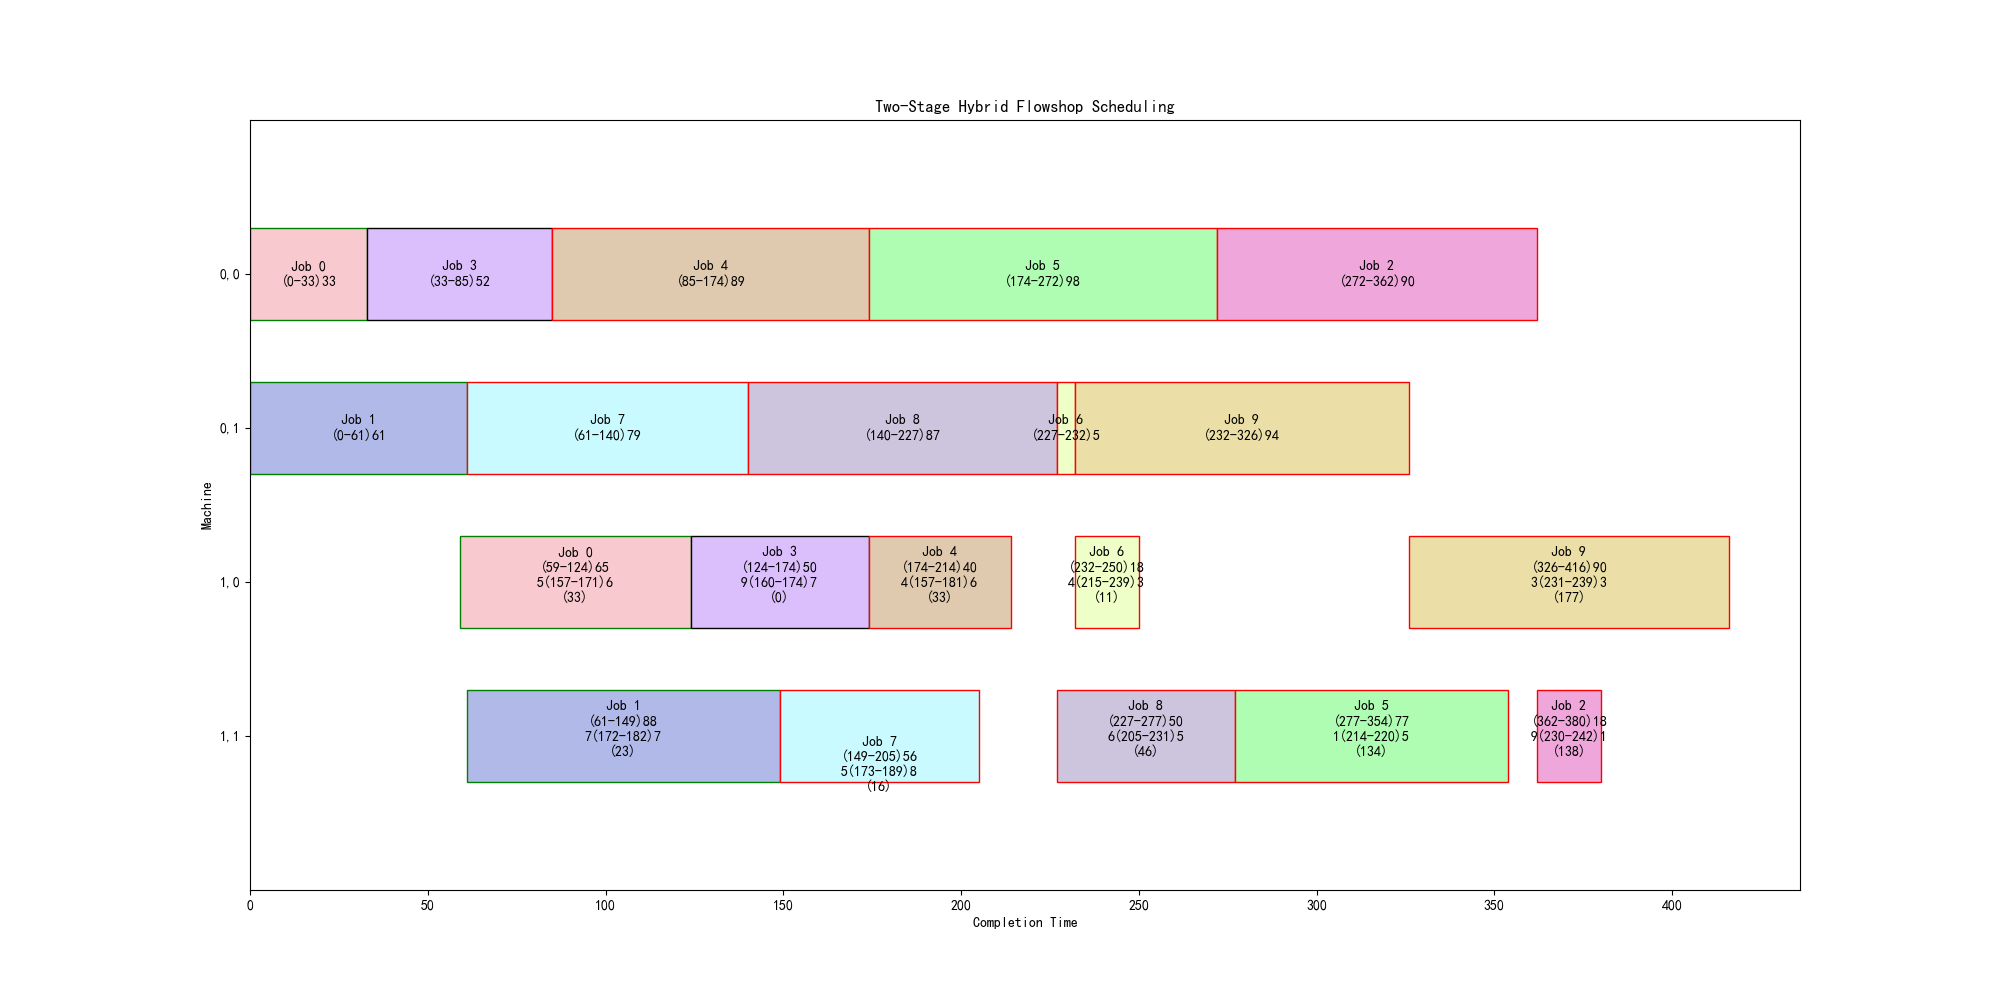 Two-Stage Hybrid Flowshop Scheduling
0,0
Job 0
(0-33)33
Job 3
(33-85)52
Job 4
(85-174)89
Job 5
(174-272)98
Job 2
(272-362)90
0,1
Job 1
(0-61)61
Job 7
(61-140)79
Job 8
(140-227)87
Job 6
(227-232)5
Job 9
(232-326)94
Machine
1,0
Job 0
(59-124)65
5(157-171)6
(33)
Job 3
(124-174)50
9(160-174)7
(0)
Job 4
(174-214)40
4(157-181)6
(33)
Job 6
(232-250)18
4(215-239)3
(11)
Job 9
(326-416)90
3(231-239)3
(177)
1,1
Job 1
(61-149)88
7(172-182)7
(23)
Job 7
(149-205)56
5(173-189)8
(16)
Job 8
(227-277)50
6(205-231)5
(46)
Job 5
(277-354)77
1(214-220)5
(134)
Job 2
(362-380)18
9(230-242)1
(138)
0 50 100 150 200 250 300 350 400
Completion Time